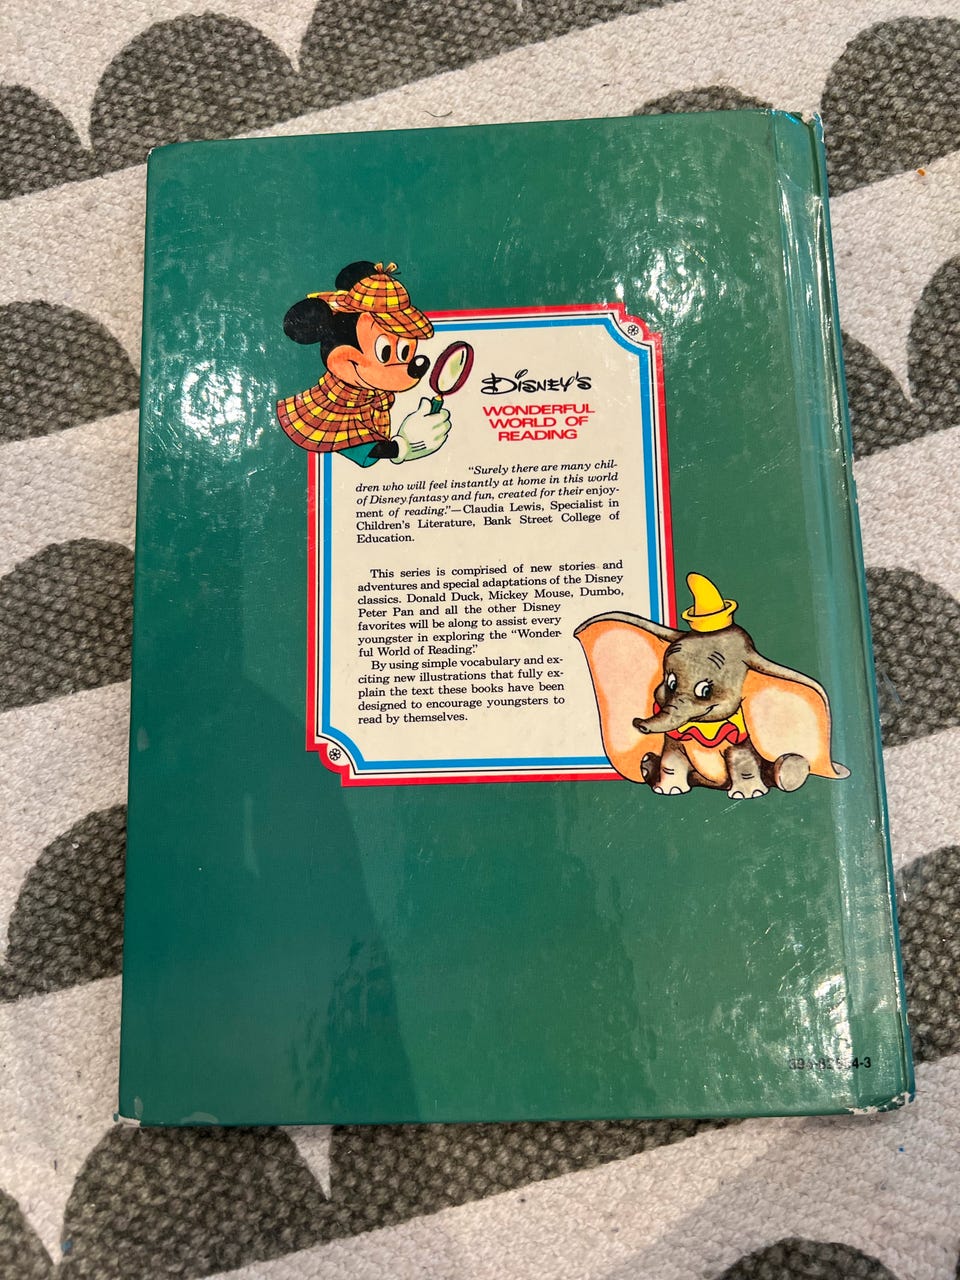 DISNEY'S
WONDERFUL
WORLD OF
READING
"Surely there are many chil-
dren who will feel instantly at home in this world
of Disney fantasy and fun, created for their enjoy-
ment of reading."—Claudia Lewis, Specialist in
Children's Literature, Bank Street College of
Education.
This series is comprised of new stories and
adventures and special adaptations of the Disney
classics. Donald Duck, Mickey Mouse, Dumbo,
Peter Pan and all the other Disney
favorites will be along to assist every
youngster in exploring the "Wonder-
ful World of Reading."
By using simple vocabulary and ex-
citing new illustrations that fully ex-
plain the text these books have been
designed to encourage youngsters to
read by themselves.